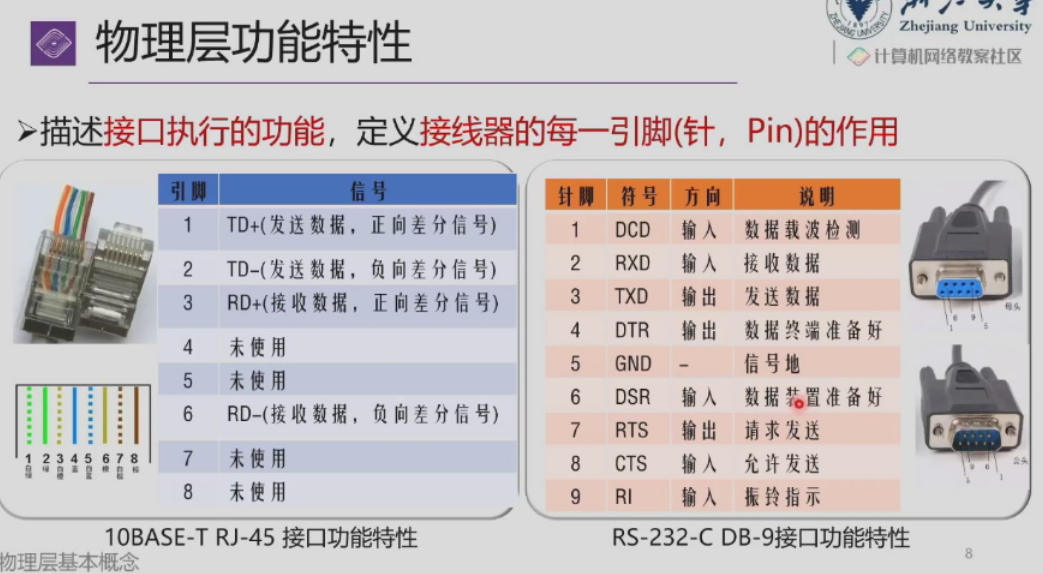 物理层功能特性
Zhejiang University
计算机网络教案社区
➢描述接口执行的功能，定义接线器的每一引脚(针，Pin)的作用
引脚 信号
1 TD+(发送数据，正向差分信号)
2 TD-(发送数据，负向差分信号)
3 RD+(接收数据，正向差分信号)
4 未使用
5 未使用
6 RD-(接收数据，负向差分信号)
7 未使用
8 未使用
1 2 3 4 5 6 7 8
针脚 符号 方向 说明
1 DCD 输入 数据载波检测
2 RXD 输入 接收数据
3 TXD 输出 发送数据
4 DTR 输出 数据终端准备好
5 GND - 信号地
6 DSR 输入 数据装置准备好
7 RTS 输出 请求发送
8 CTS 输入 允许发送
9 RI 输入 振铃指示
母头
6 9
1 5
公头
9 6
5 1
10BASE-T RJ-45 接口功能特性
RS-232-C DB-9接口功能特性
物理层基本概念
8